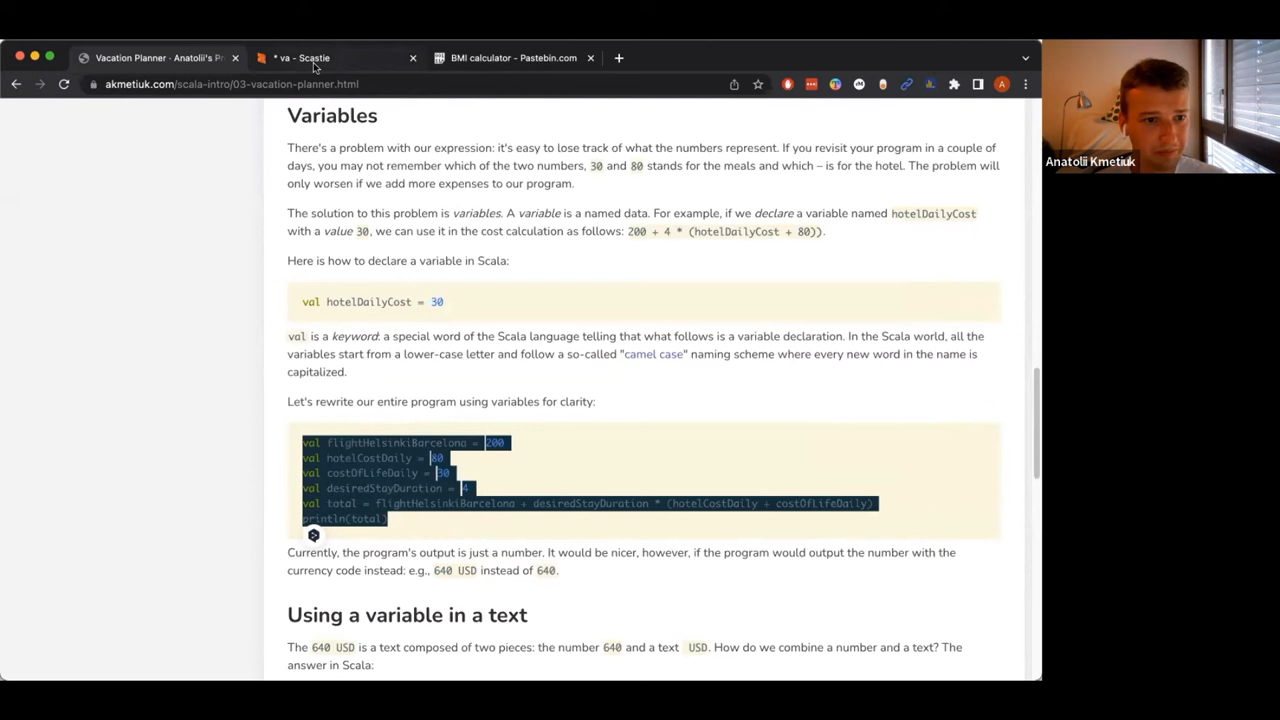 Vacation Planner · Anatolii's Pr
* va - Scastie
BMI calculator - Pastebin.com
akmetiuk.com/scala-intro/03-vacation-planner.html
A
Anatolii Kmetiuk
Variables
There's a problem with our expression: it's easy to lose track of what the numbers represent. If you revisit your program in a couple of
days, you may not remember which of the two numbers, 30 and 80 stands for the meals and which – is for the hotel. The problem will
only worsen if we add more expenses to our program.
The solution to this problem is variables. A variable is a named data. For example, if we declare a variable named hotelDailyCost
with a value 30, we can use it in the cost calculation as follows: 200 + 4 * (hotelDailyCost + 80)).
Here is how to declare a variable in Scala:
val hotelDailyCost = 30
val is a keyword: a special word of the Scala language telling that what follows is a variable declaration. In the Scala world, all the
variables start from a lower-case letter and follow a so-called "camel case" naming scheme where every new word in the name is
capitalized.
Let's rewrite our entire program using variables for clarity:
val flightHelsinkiBarcelona = 200
val hotelCostDaily = 80
val costOfLifeDaily = 30
val desiredStayDuration = 4
val total = flightHelsinkiBarcelona + desiredStayDuration * (hotelCostDaily + costOfLifeDaily)
println(total)
Currently, the program's output is just a number. It would be nicer, however, if the program would output the number with the
currency code instead: e.g., 640 USD instead of 640.
Using a variable in a text
The 640 USD is a text composed of two pieces: the number 640 and a text USD. How do we combine a number and a text? The
answer in Scala: